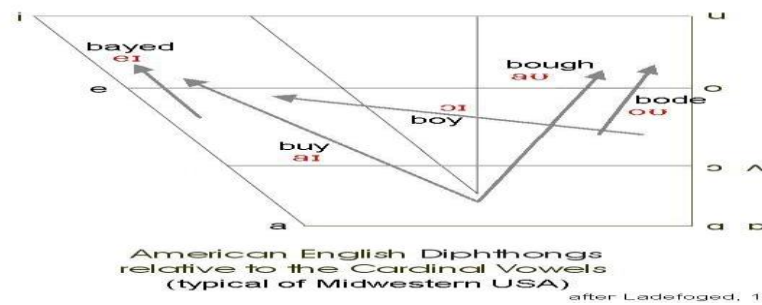 i u
bayed
eɪ
bough
aʊ
e o
ɔɪ
boy
bode
oʊ
buy
aɪ
ɔ ʌ
a ɑ ɒ
American English Diphthongs
relative to the Cardinal Vowels
(typical of Midwestern USA)
after Ladefoged, 1